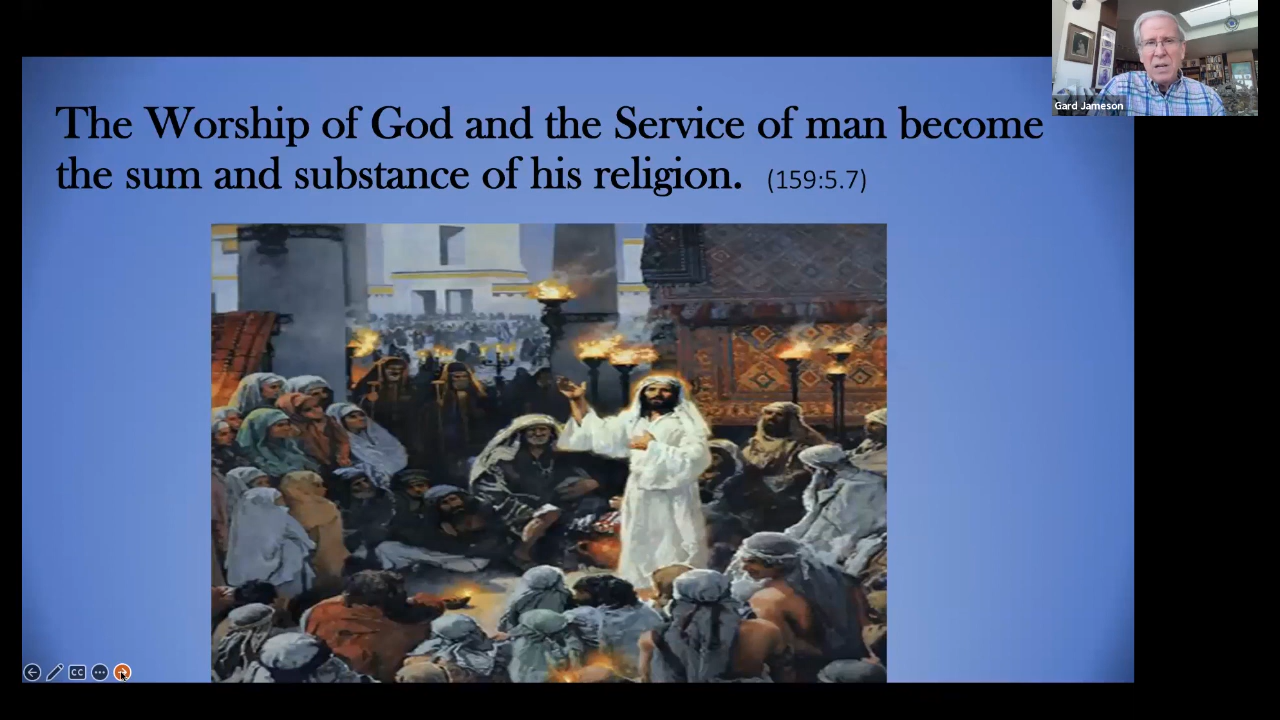 The Worship of God and the Service of man become
the sum and substance of his religion. (159:5.7)
Gard Jameson
CC